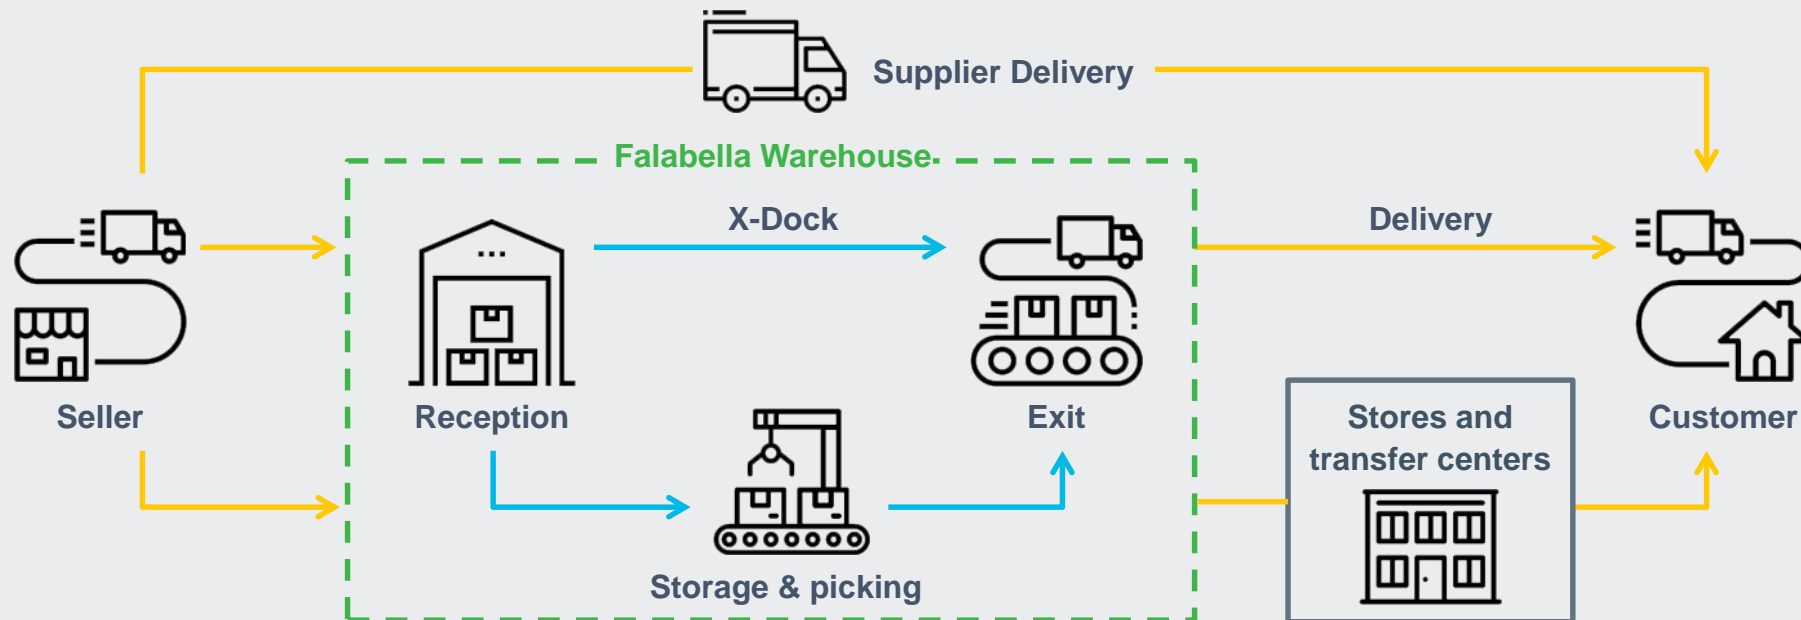 Supplier Delivery
Falabella Warehouse
X-Dock
Delivery
Seller
Reception
Exit
Stores and
transfer centers
Customer
Storage & picking